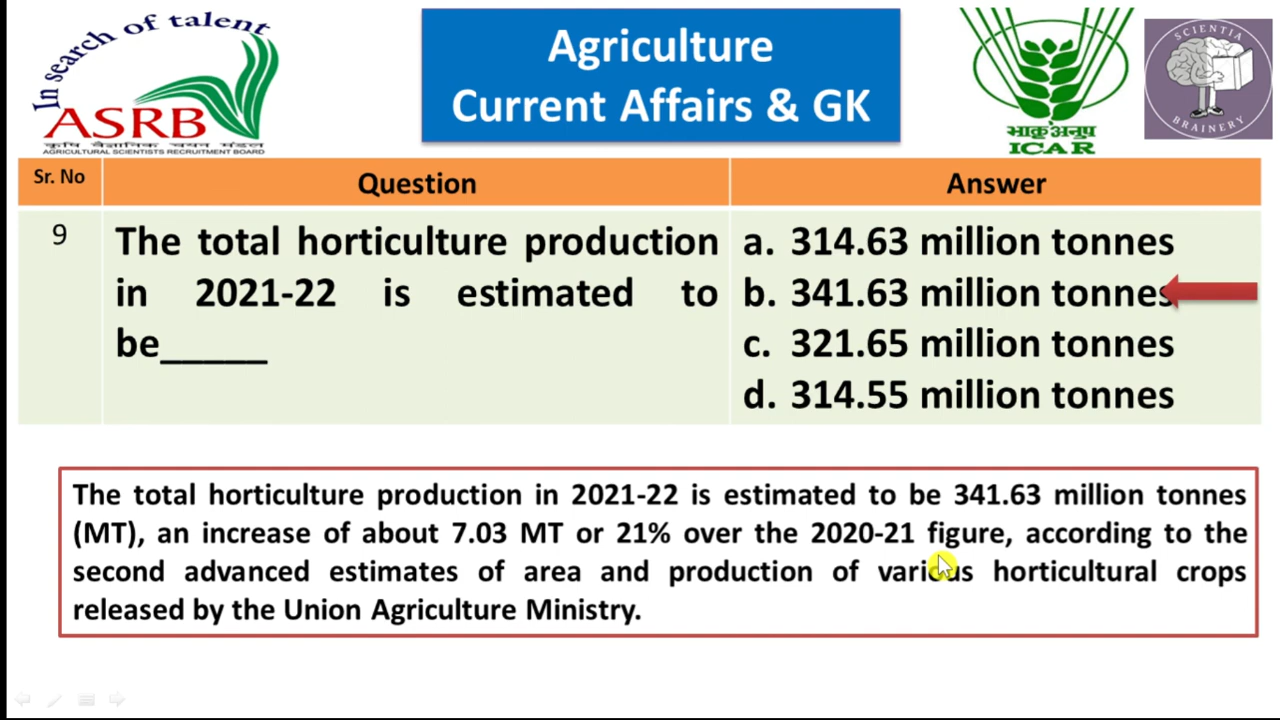 In search of talent
ASRB
कृषि वैज्ञानिक चयन मंडल
AGRICULTURAL SCIENTISTS RECRUITMENT BOARD
Agriculture
Current Affairs & GK
भाकृअनुप
ICAR
SCIENTIA
BRAINERY
Sr. No
Question
Answer
9
The total horticulture production
in 2021-22 is estimated to
be_____
a. 314.63 million tonnes
b. 341.63 million tonnes
c. 321.65 million tonnes
d. 314.55 million tonnes
The total horticulture production in 2021-22 is estimated to be 341.63 million tonnes
(MT), an increase of about 7.03 MT or 21% over the 2020-21 figure, according to the
second advanced estimates of area and production of various horticultural crops
released by the Union Agriculture Ministry.